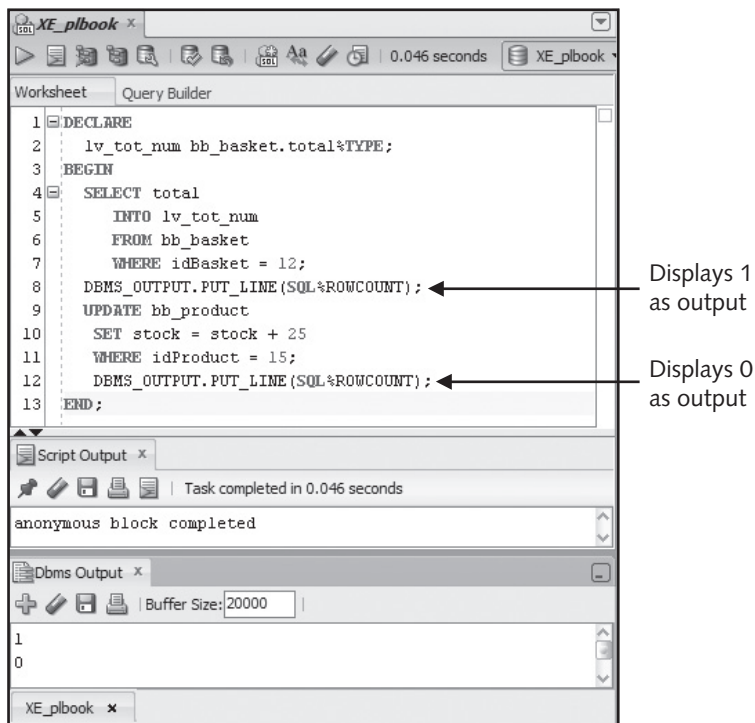 XE_plbook x
0.046 seconds XE_plbook
Worksheet Query Builder
1 DECLARE
2 lv_tot_num bb_basket.total%TYPE;
3 BEGIN
4 SELECT total
5 INTO lv_tot_num
6 FROM bb_basket
7 WHERE idBasket = 12;
8 DBMS_OUTPUT.PUT_LINE(SQL%ROWCOUNT);
9 UPDATE bb_product
10 SET stock = stock + 25
11 WHERE idProduct = 15;
12 DBMS_OUTPUT.PUT_LINE(SQL%ROWCOUNT);
13 END;
Displays 1
as output
Displays 0
as output
Script Output x
Task completed in 0.046 seconds
anonymous block completed
Dbms Output x
Buffer Size: 20000
1
0
XE_plbook x